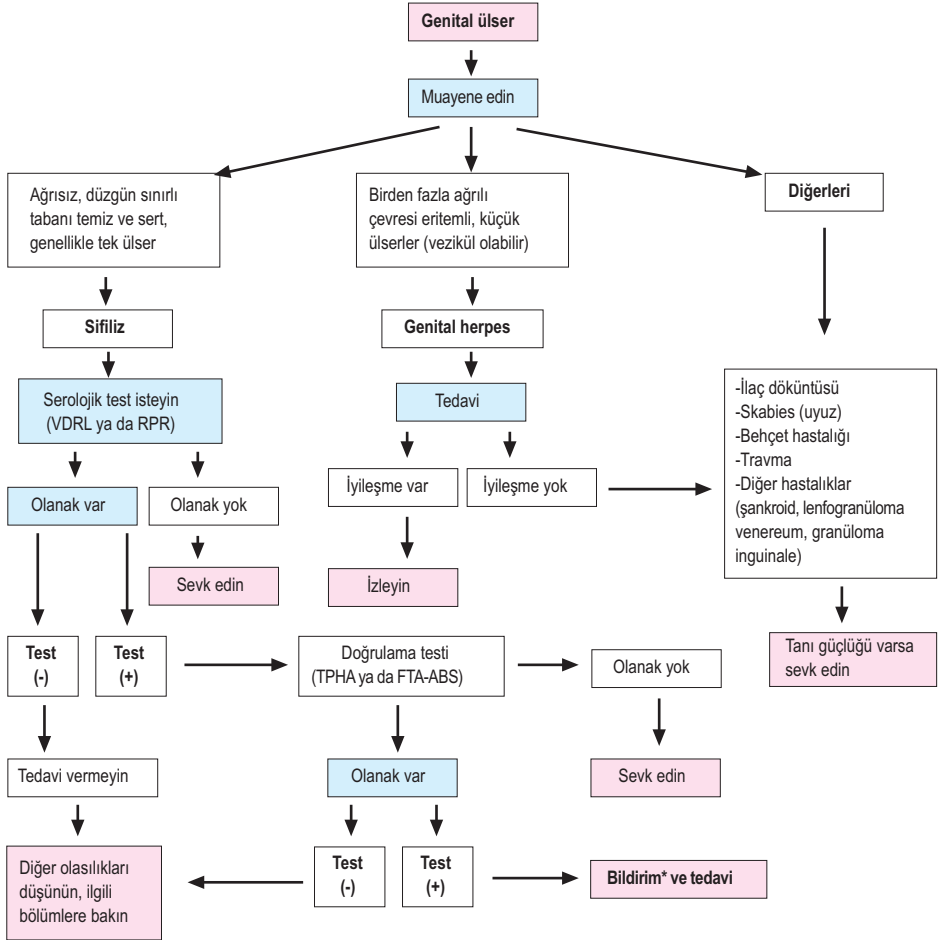 Genital ülser
Muayene edin
Ağrısız, düzgün sınırlı
tabanı temiz ve sert,
genellikle tek ülser
Birden fazla ağrılı
çevresi eritemli, küçük
ülserler (vezikül olabilir)
Diğerleri
Sifiliz
Genital herpes
Serolojik test isteyin
(VDRL ya da RPR)
Tedavi
-İlaç döküntüsü
-Skabies (uyuz)
-Behçet hastalığı
-Travma
-Diğer hastalıklar
(şankroid, lenfogranüloma
venereum, granüloma
inguinale)
Olanak var
Olanak yok
İyileşme var
İyileşme yok
Sevk edin
İzleyin
Test
(-)
Test
(+)
Doğrulama testi
(TPHA ya da FTA-ABS)
Olanak yok
Tanı güçlüğü varsa
sevk edin
Tedavi vermeyin
Olanak var
Sevk edin
Diğer olasılıkları
düşünün, ilgili
bölümlere bakın
Test
(-)
Test
(+)
Bildirim* ve tedavi